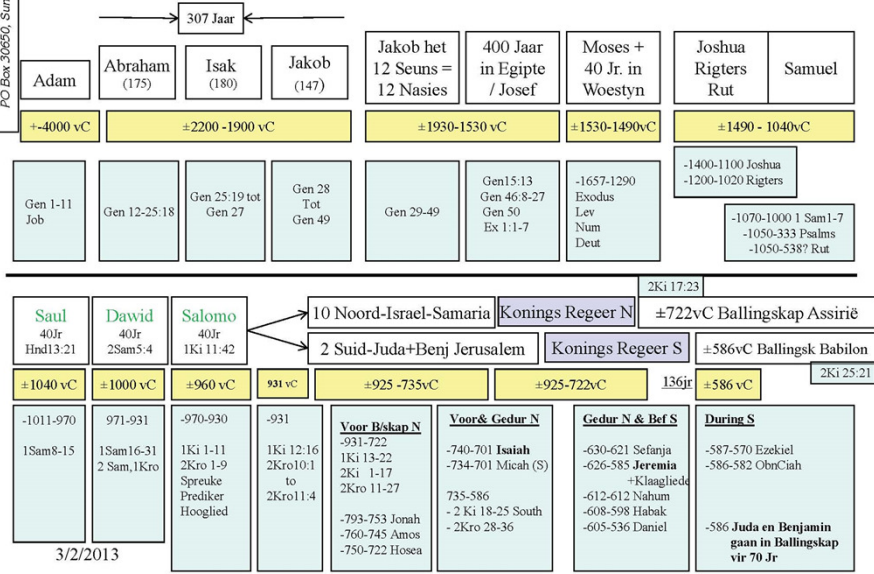 PO Box 30650, Sun
307 Jaar
Adam
Abraham
(175)
Isak
(180)
Jakob
(147)
Jakob het
12 Seuns =
12 Nasies
400 Jaar
in Egipte
/ Josef
Moses +
40 Jr. in
Woestyn
Joshua
Rigters
Rut
Samuel
+-4000 vC
±2200 -1900 vC
±1930-1530 vC
±1530-1490vC
±1490 - 1040vC
Gen 1-11
Job
Gen 12-25:18
Gen 25:19 tot
Gen 27
Gen 28
Tot
Gen 49
Gen 29-49
Gen15:13
Gen 46:8-27
Gen 50
Ex 1:1-7
-1657-1290
Exodus
Lev
Num
Deut
-1400-1100 Joshua
-1200-1020 Rigters
-1070-1000 1 Sam1-7
-1050-333 Psalms
-1050-538? Rut
2Ki 17:23
Saul
40Jr
Hnd13:21
Dawid
40Jr
2Sam5:4
Salomo
40Jr
1Ki 11:42
10 Noord-Israel-Samaria
Konings Regeer N
±722vC Ballingskap Assirië
2 Suid-Juda+Benj Jerusalem
Konings Regeer S
±586vC Ballingsk Babilon
2Ki 25:21
±1040 vC
±1000 vC
±960 vC
931 vC
±925 -735vC
±925-722vC
136jr
±586 vC
-1011-970
1Sam8-15
971-931
1Sam16-31
2 Sam,1Kro
-970-930
1Ki 1-11
2Kro 1-9
Spreuke
Prediker
Hooglied
-931
1Ki 12:16
2Kro10:1
to
2Kro11:4
Voor B/skap N
-931-722
1Ki 13-22
2Ki 1-17
2Kro 11-27
-793-753 Jonah
-760-745 Amos
-750-722 Hosea
Voor& Gedur N
-740-701 Isaiah
-734-701 Micah (S)
735-586
- 2 Ki 18-25 South
- 2Kro 28-36
Gedur N & Bef S
-630-621 Sefanja
-626-585 Jeremia
+Klaagliede
-612-612 Nahum
-608-598 Habak
-605-536 Daniel
During S
-587-570 Ezekiel
-586-582 ObnCiah
-586 Juda en Benjamin
gaan in Ballingskap
vir 70 Jr
3/2/2013